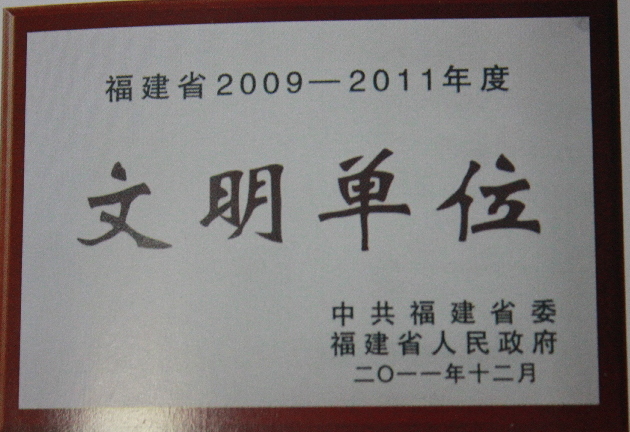 福建省2009—2011年度
文明单位
中共福建省委
福建省人民政府
二〇一一年十二月